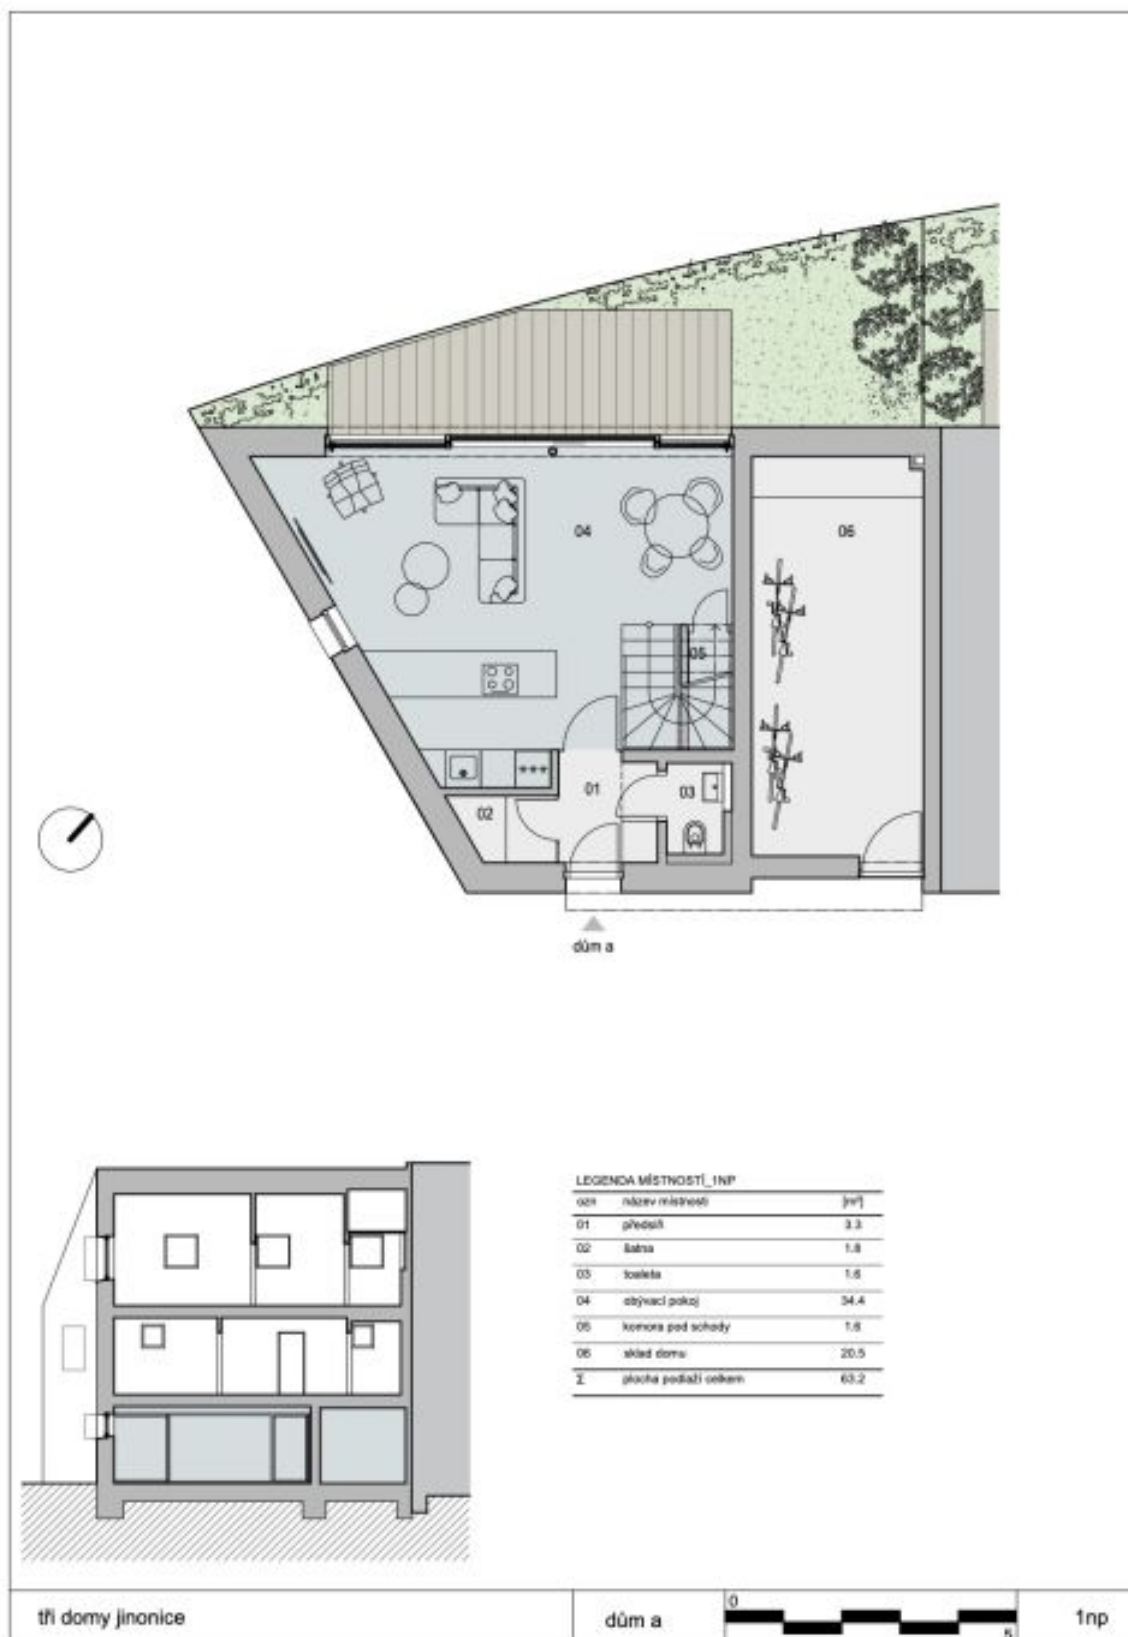 04
06
05
01
03
02
dům a
LEGENDA MÍSTNOSTÍ_1NP
ozn název místnosti [m²]
01 předsíň 3.3
02 šatna 1.8
03 toaleta 1.6
04 obývací pokoj 34.4
05 komora pod schody 1.6
06 sklad domu 20.5
Σ plocha podlaží celkem 63.2
tři domy jinonice
dům a
0
5
1np